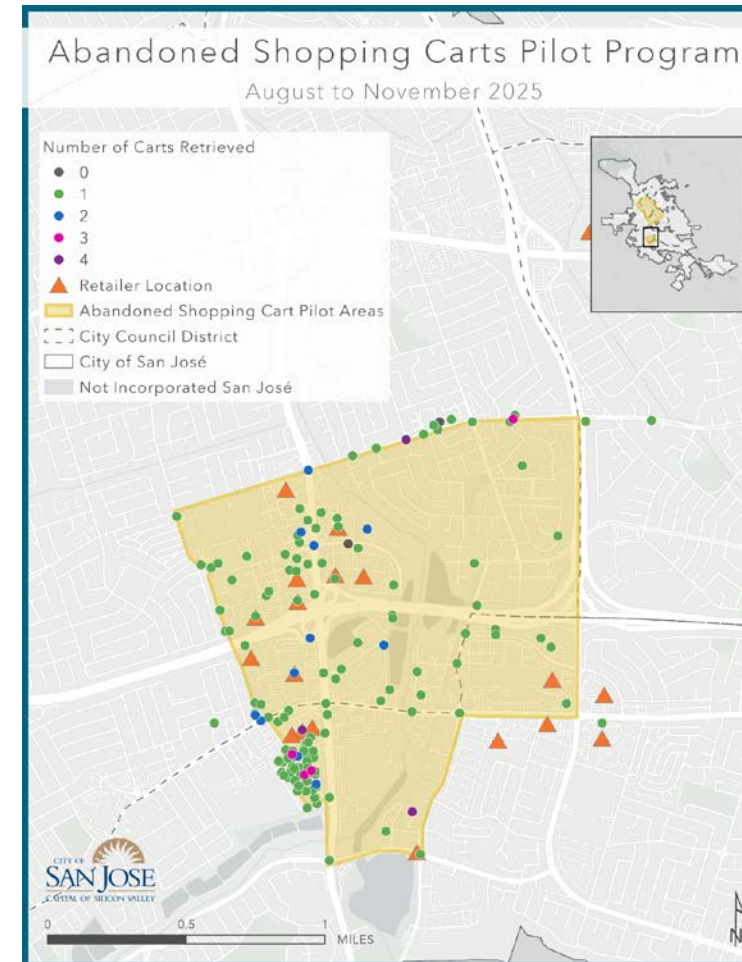 Abandoned Shopping Carts Pilot Program
August to November 2025
Number of Carts Retrieved
0
1
2
3
4
Retailer Location
Abandoned Shopping Cart Pilot Areas
City Council District
City of San José
Not Incorporated San José
CITY OF
SAN JOSE
CAPITAL OF SILICON VALLEY
0 0.5 1 MILES
N